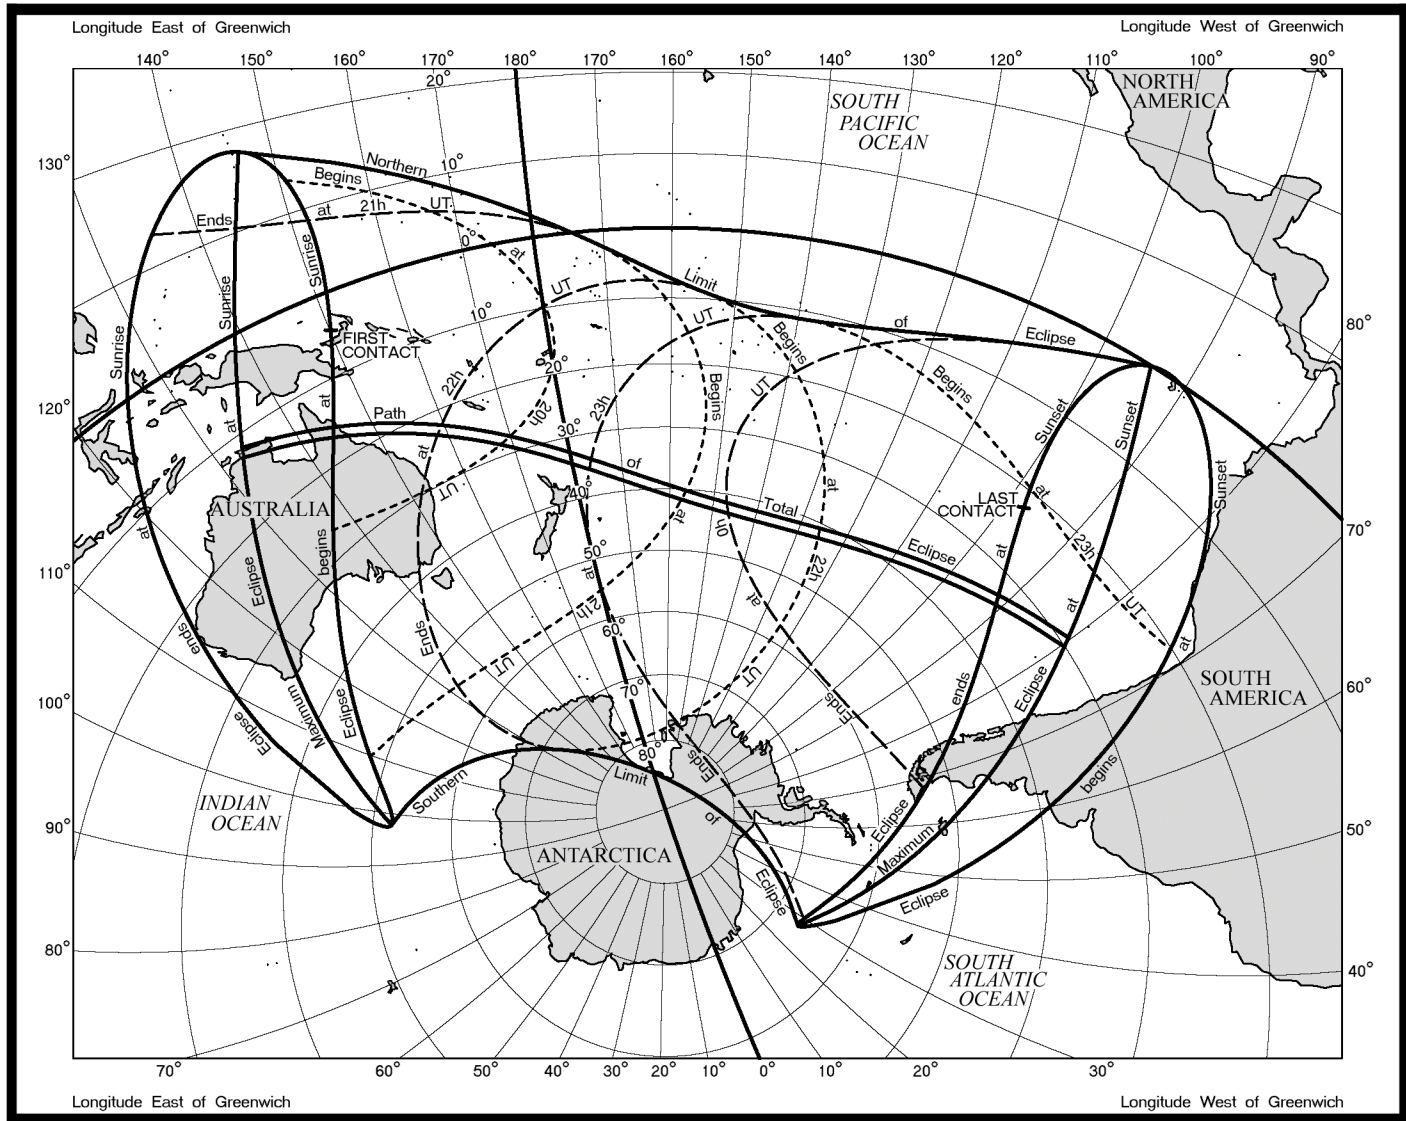 Longitude East of Greenwich
Longitude West of Greenwich
140° 150° 160° 170° 180° 170° 160° 150° 140° 130° 120° 110° 100° 90°
20°
130°
120°
110°
100°
90°
80°
80°
70°
60°
50°
40°
10°
0°
10°
20°
30°
40°
50°
60°
70°
80°
NORTH
AMERICA
SOUTH
PACIFIC
OCEAN
Northern Limit of Eclipse
Begins at 20h UT
Ends at 21h UT
Begins at 21h UT
Ends at 22h UT
Begins at 22h UT
Ends at 23h UT
Begins at 23h UT
Ends at 0h UT
Ends
FIRST
CONTACT
LAST
CONTACT
Eclipse ends at Sunrise
Maximum Eclipse at Sunrise
Eclipse begins at Sunrise
Path of Total Eclipse
Eclipse ends at Sunset
Maximum Eclipse at Sunset
Eclipse begins at Sunset
Southern Limit of Eclipse
AUSTRALIA
SOUTH
AMERICA
INDIAN
OCEAN
ANTARCTICA
SOUTH
ATLANTIC
OCEAN
70° 60° 50° 40° 30° 20° 10° 0° 10° 20° 30°
Longitude East of Greenwich
Longitude West of Greenwich